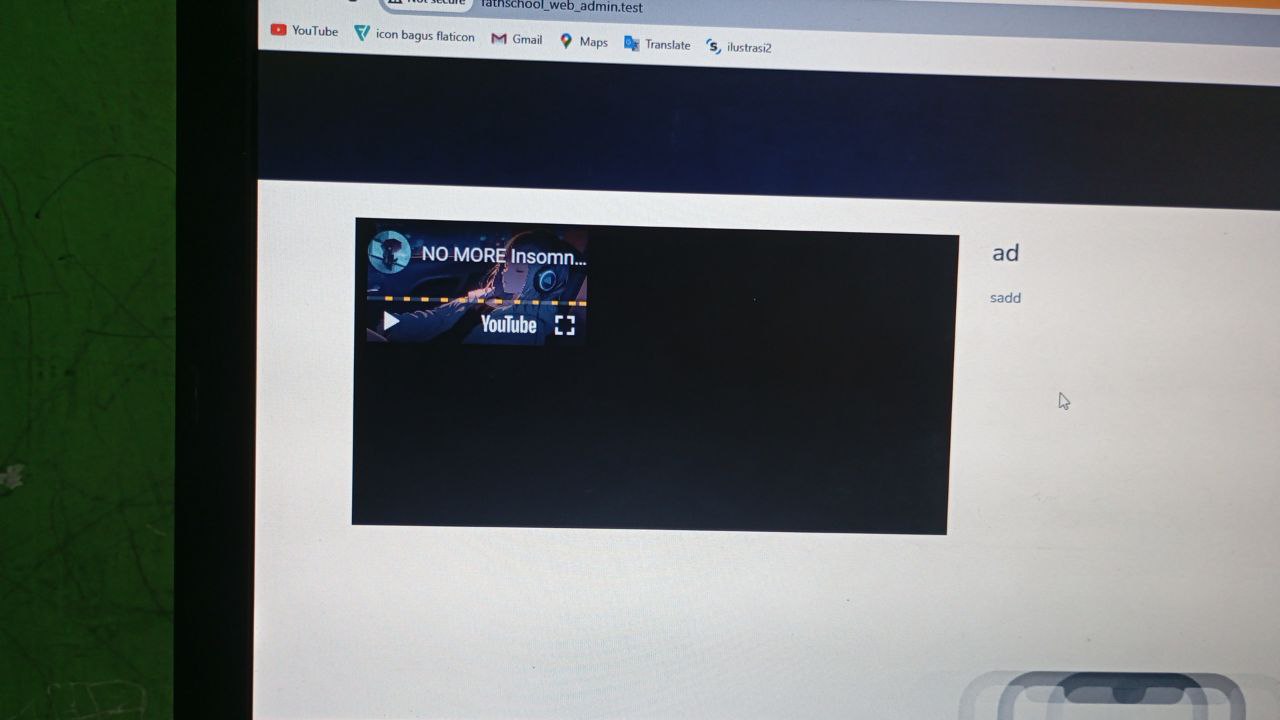 Not secure
fathschool_web_admin.test
YouTube
icon bagus flaticon
Gmail
Maps
Translate
ilustrasi2
NO MORE Insomn...
YouTube
ad
sadd